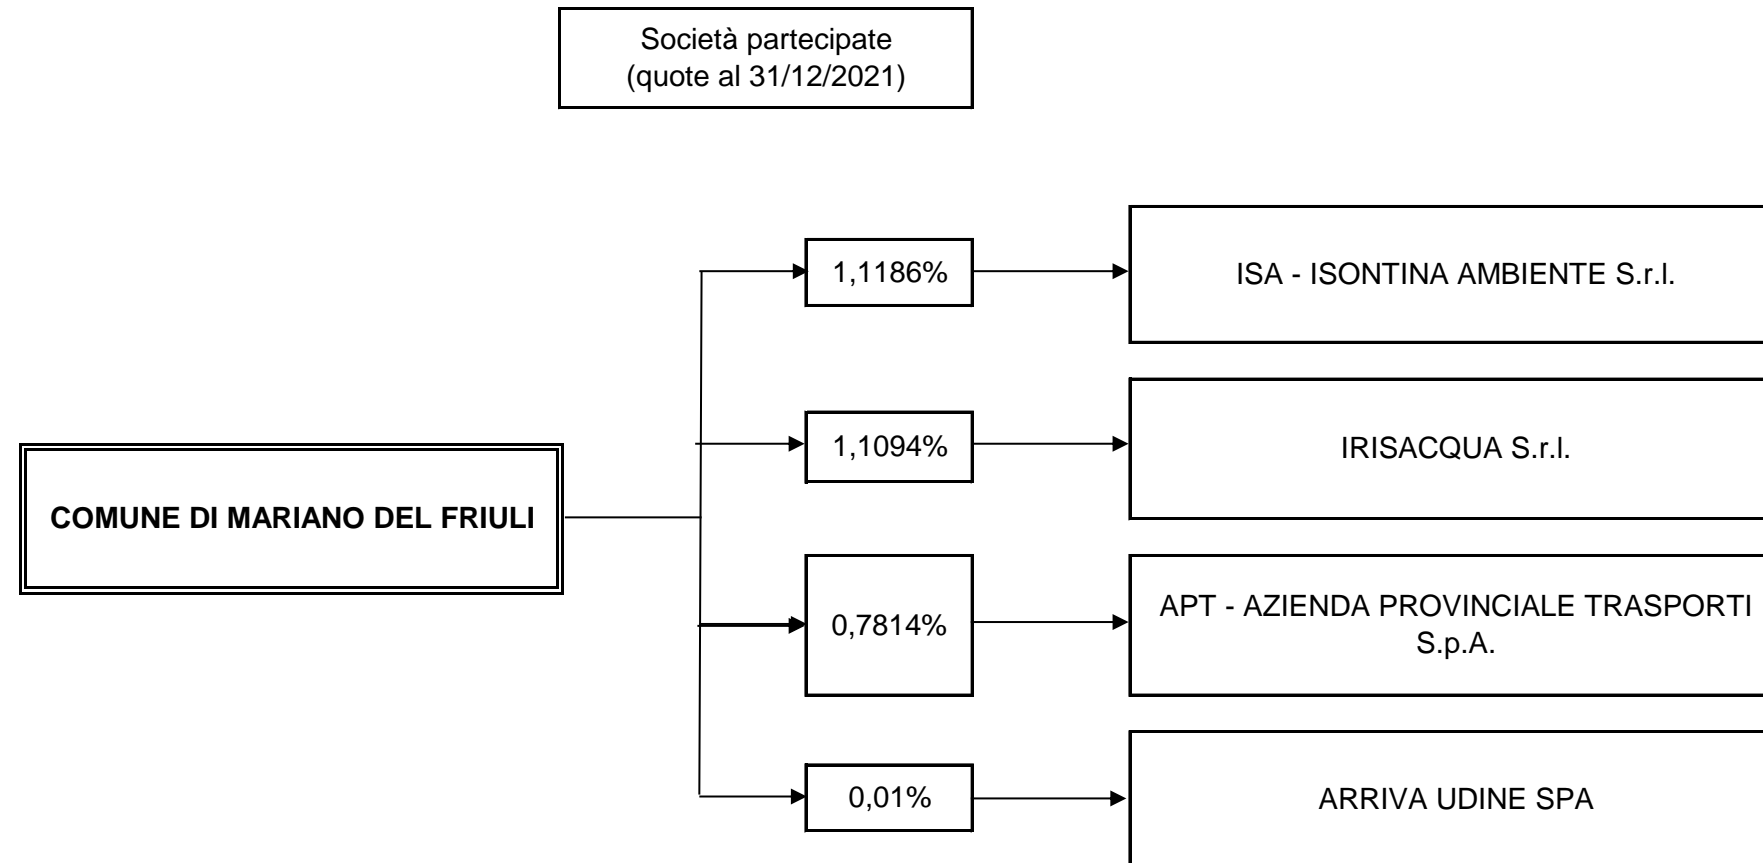 Società partecipate
(quote al 31/12/2021)
1,1186%
ISA - ISONTINA AMBIENTE S.r.l.
1,1094%
IRISACQUA S.r.l.
COMUNE DI MARIANO DEL FRIULI
0,7814%
APT - AZIENDA PROVINCIALE TRASPORTI
S.p.A.
0,01%
ARRIVA UDINE SPA